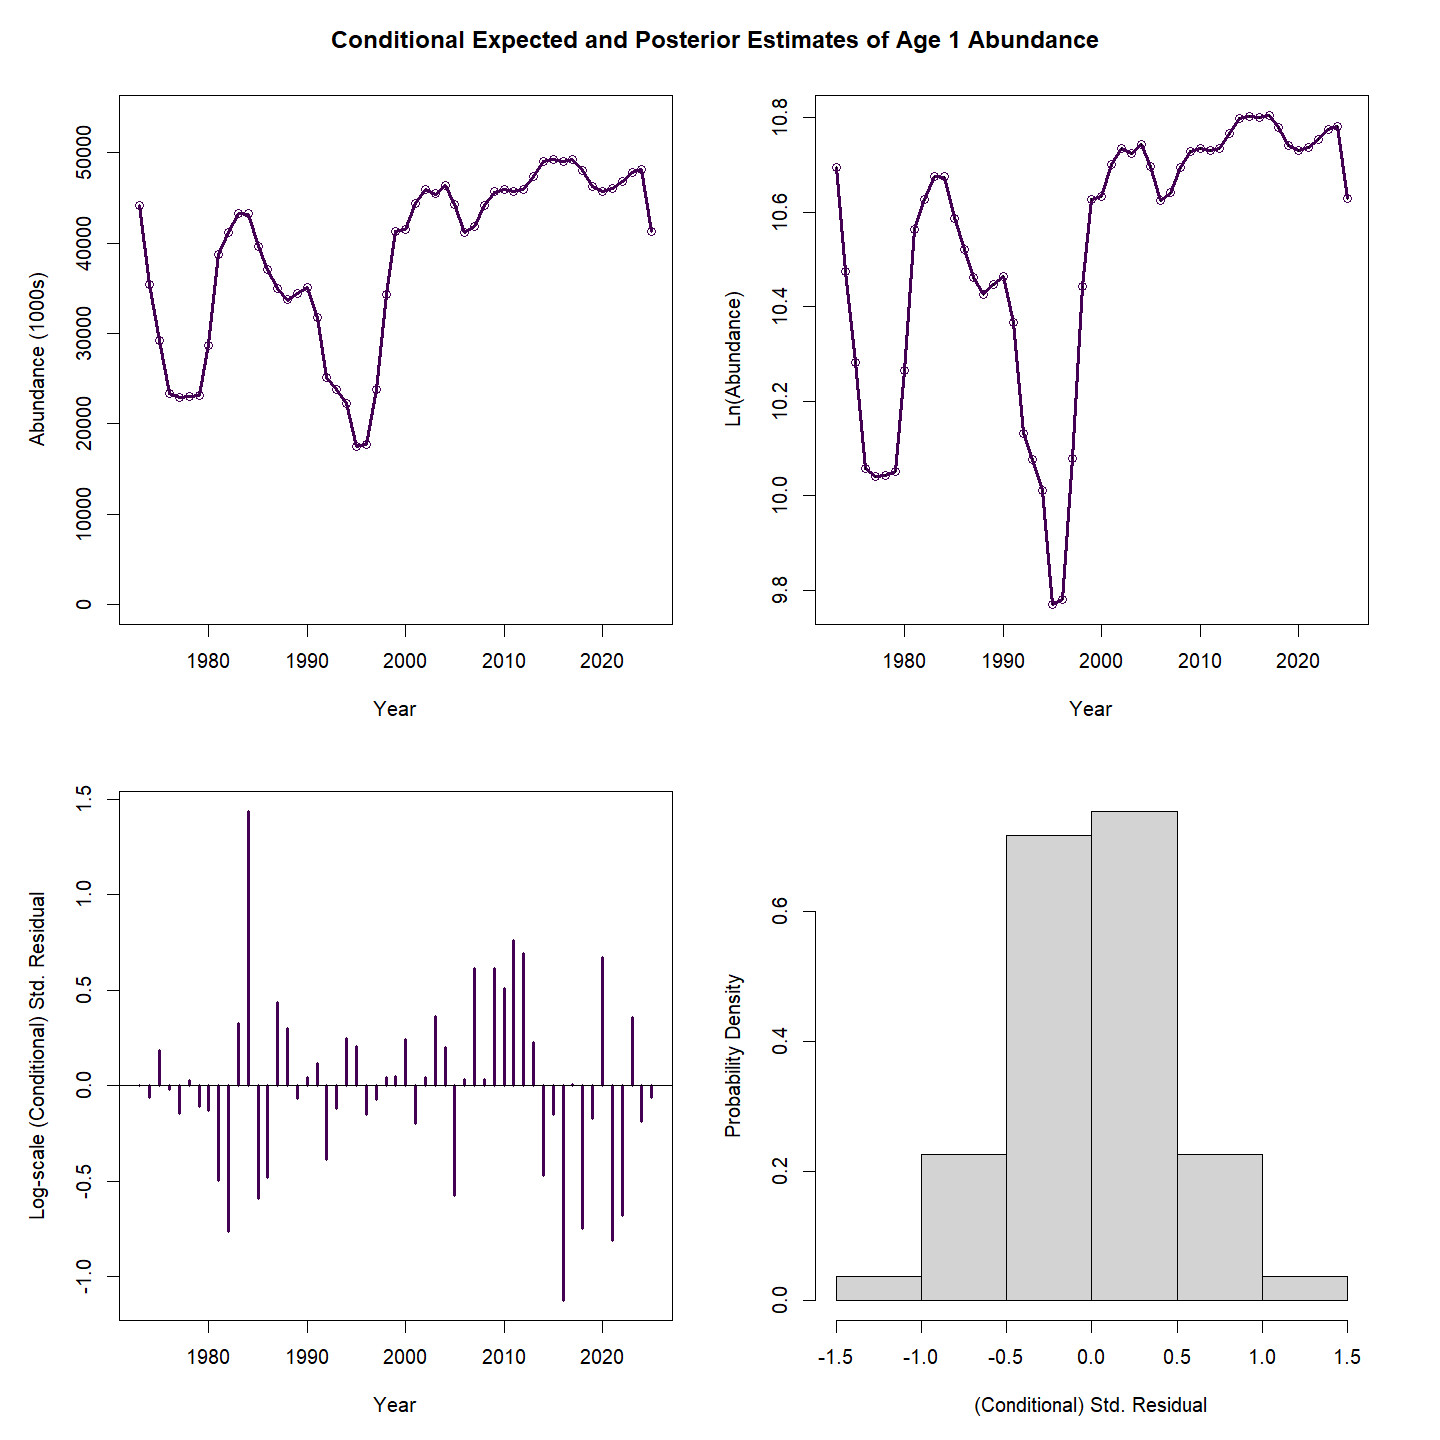 Conditional Expected and Posterior Estimates of Age 1 Abundance
Abundance (1000s)
50000
40000
30000
20000
10000
0
1980 1990 2000 2010 2020
Year
Ln(Abundance)
10.8
10.6
10.4
10.2
10.0
9.8
1980 1990 2000 2010 2020
Year
Log-scale (Conditional) Std. Residual
1.5
1.0
0.5
0.0
-0.5
-1.0
1980 1990 2000 2010 2020
Year
Probability Density
0.6
0.4
0.2
0.0
-1.5 -1.0 -0.5 0.0 0.5 1.0 1.5
(Conditional) Std. Residual